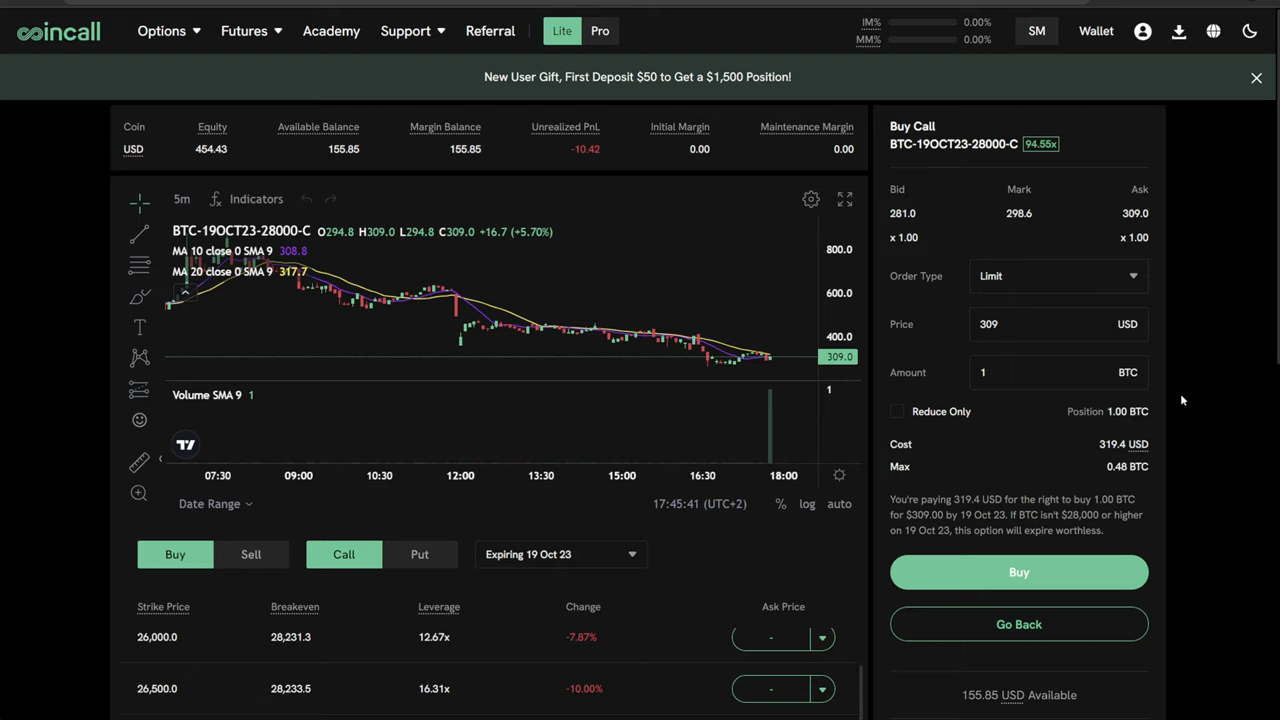 coincall Options Futures Academy Support Referral Lite Pro IM% 0.00% MM% 0.00% SM Wallet
New User Gift, First Deposit $50 to Get a $1,500 Position!
Coin Equity Available Balance Margin Balance Unrealized PnL Initial Margin Maintenance Margin
USD 454.43 155.85 155.85 -10.42 0.00 0.00
5m Indicators
BTC-19OCT23-28000-C O294.8 H309.0 L294.8 C309.0 +16.7 (+5.70%)
MA 10 close 0 SMA 9 308.8
MA 20 close 0 SMA 9 317.7
800.0
600.0
400.0
309.0
Volume SMA 9 1
1
07:30 09:00 10:30 12:00 13:30 15:00 16:30 18:00
Date Range 17:45:41 (UTC+2) % log auto
Buy Sell Call Put Expiring 19 Oct 23
Strike Price Breakeven Leverage Change Ask Price
26,000.0 28,231.3 12.67x -7.87% -
26,500.0 28,233.5 16.31x -10.00% -
Buy Call
BTC-19OCT23-28000-C 94.55x
Bid Mark Ask
281.0 298.6 309.0
x 1.00 x 1.00
Order Type Limit
Price 309 USD
Amount 1 BTC
Reduce Only Position 1.00 BTC
Cost 319.4 USD
Max 0.48 BTC
You're paying 319.4 USD for the right to buy 1.00 BTC
for $309.00 by 19 Oct 23. If BTC isn't $28,000 or higher
on 19 Oct 23, this option will expire worthless.
Buy
Go Back
155.85 USD Available